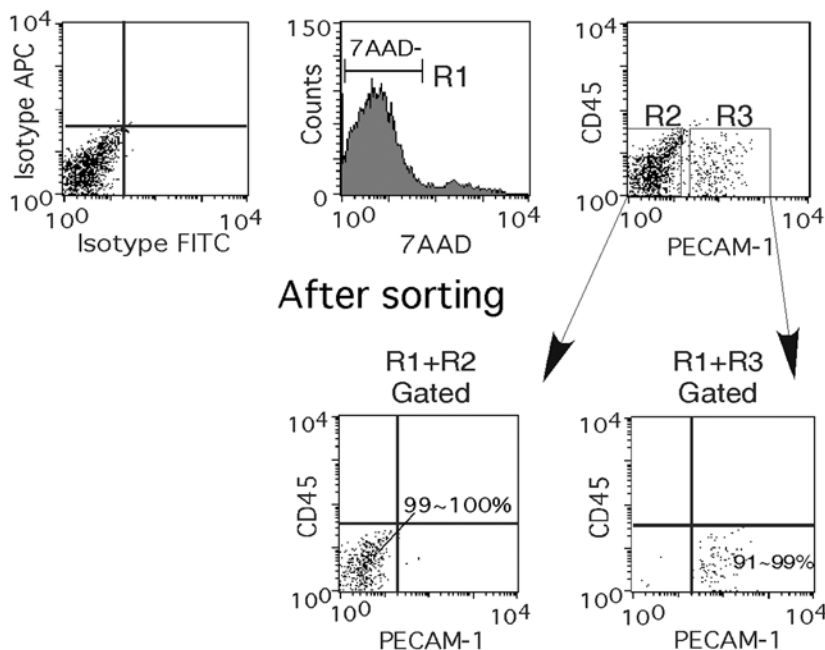 10⁴
Isotype APC
10⁰
10⁰ 10⁴
Isotype FITC
150
Counts
0
7AAD-
R1
10⁰ 10⁴
7AAD
10⁴
CD45
10⁰
R2 R3
10⁰ 10⁴
PECAM-1
After sorting
R1+R2
Gated
10⁴
CD45
10⁰
99~100%
10⁰ 10⁴
PECAM-1
R1+R3
Gated
10⁴
CD45
10⁰
91~99%
10⁰ 10⁴
PECAM-1